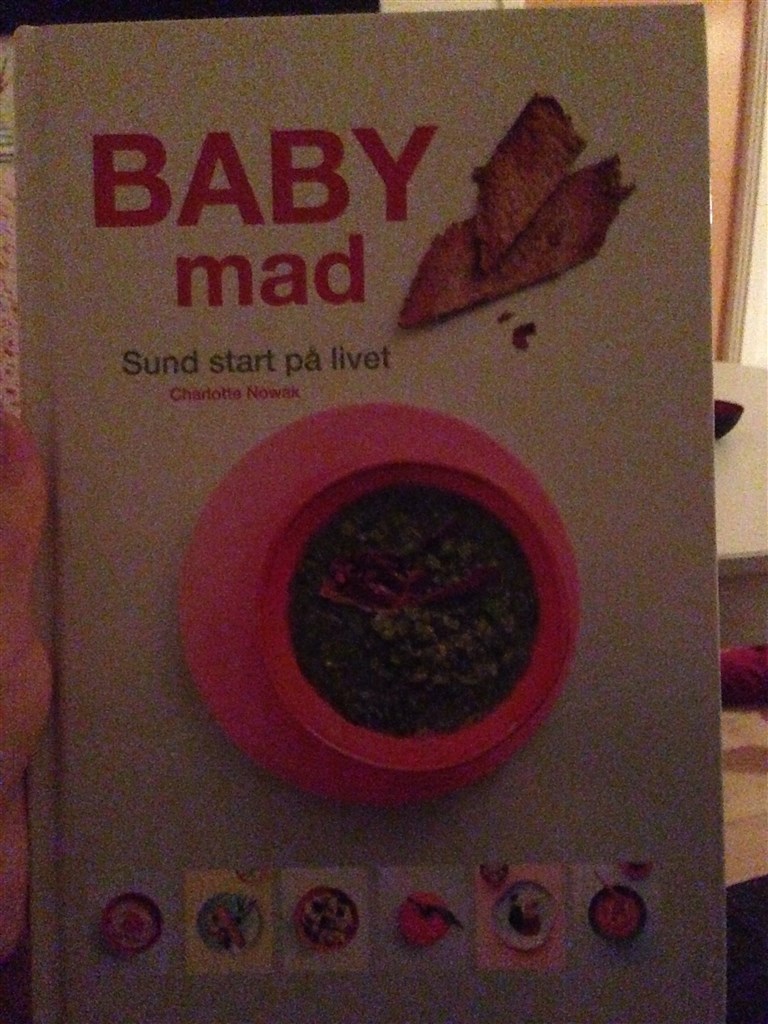 BABY
mad
Sund start på livet
Charlotte Nowak